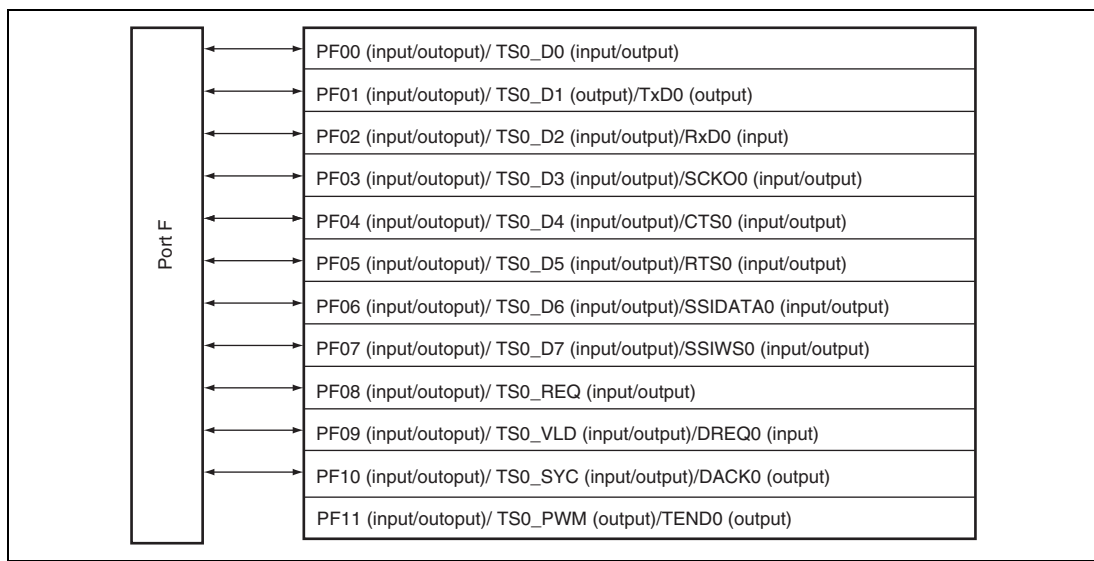 Port F
PF00 (input/outoput)/ TS0_D0 (input/output)
PF01 (input/outoput)/ TS0_D1 (output)/TxD0 (output)
PF02 (input/outoput)/ TS0_D2 (input/output)/RxD0 (input)
PF03 (input/outoput)/ TS0_D3 (input/output)/SCKO0 (input/output)
PF04 (input/outoput)/ TS0_D4 (input/output)/CTS0 (input/output)
PF05 (input/outoput)/ TS0_D5 (input/output)/RTS0 (input/output)
PF06 (input/outoput)/ TS0_D6 (input/output)/SSIDATA0 (input/output)
PF07 (input/outoput)/ TS0_D7 (input/output)/SSIWS0 (input/output)
PF08 (input/outoput)/ TS0_REQ (input/output)
PF09 (input/outoput)/ TS0_VLD (input/output)/DREQ0 (input)
PF10 (input/outoput)/ TS0_SYC (input/output)/DACK0 (output)
PF11 (input/outoput)/ TS0_PWM (output)/TEND0 (output)